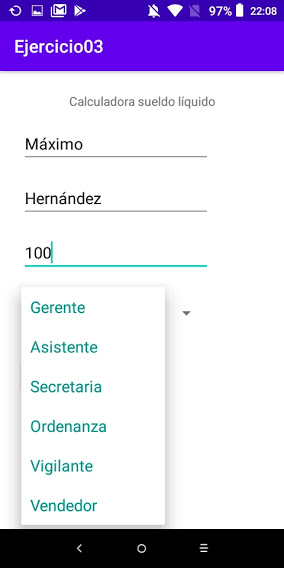 97% 22:08
Ejercicio03
Calculadora sueldo líquido
Máximo
Hernández
100
Gerente
Asistente
Secretaria
Ordenanza
Vigilante
Vendedor